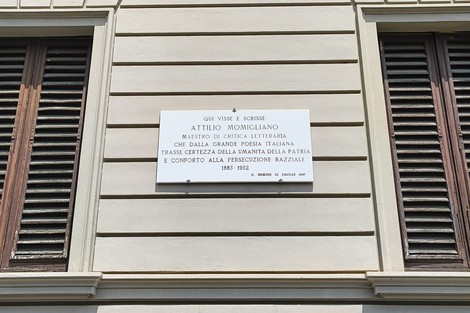 QUI VISSE E SCRISSE
ATTILIO MOMIGLIANO
MAESTRO DI CRITICA LETTERARIA
CHE DALLA GRANDE POESIA ITALIANA
TRASSE CERTEZZA DELLA UMANITA DELLA PATRIA
E CONFORTO ALLA PERSECUZIONE RAZZIALE
1883-1952
IL COMUNE DI FIRENZE